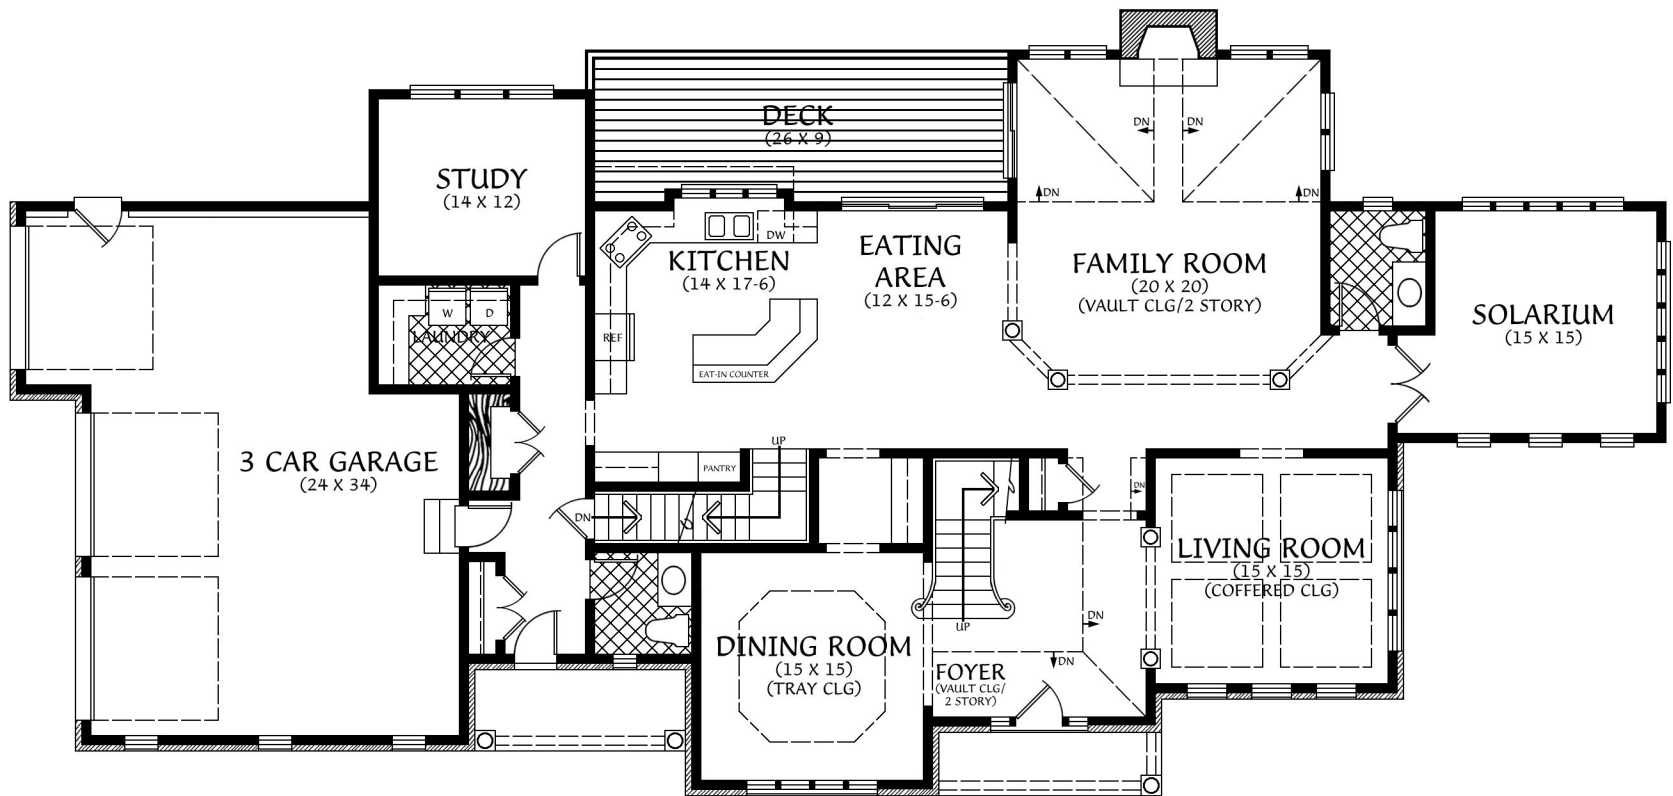 DECK
(26 X 9)
DN
DN
STUDY
(14 X 12)
DN
DN
DW
KITCHEN
(14 X 17-6)
EATING
AREA
(12 X 15-6)
FAMILY ROOM
(20 X 20)
(VAULT CLG/2 STORY)
SOLARIUM
(15 X 15)
W
D
LAUNDRY
REF
EAT-IN COUNTER
3 CAR GARAGE
(24 X 34)
UP
PANTRY
DN
DN
LIVING ROOM
(15 X 15)
(COFFERED CLG)
UP
DN
DINING ROOM
(15 X 15)
(TRAY CLG)
FOYER
(VAULT CLG/
2 STORY)
DN